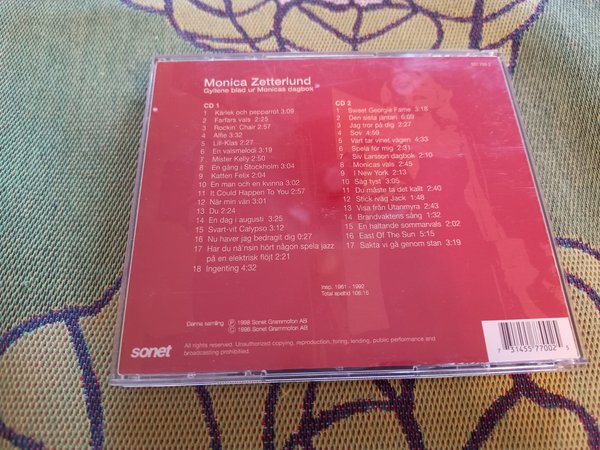 Monica Zetterlund
Gyllene blad ur Monicas dagbok
CD 1
1 Kärlek och pepparrot 3:09
2 Farfars vals 2:25
3 Rockin' Chair 2:57
4 Alfie 3:32
5 Lill-Klas 2:27
6 En valsmelodi 3:19
7 Mister Kelly 2:50
8 En gång i Stockholm 3:04
9 Katten Felix 2:04
10 En man och en kvinna 3:02
11 It Could Happen To You 2:57
12 När min vän 3:01
13 Du 2:24
14 En dag i augusti 3:25
15 Svart-vit Calypso 3:12
16 Nu haver jag bedragit dig 0:27
17 Har du nå'nsin hört någon spela jazz
på en elektrisk flöjt 2:21
18 Ingenting 4:32
CD 2
1 Sweet Georgie Fame 3:18
2 Den sista jäntan 6:09
3 Jag tror på dig 2:27
4 Sov 4:59
5 Vart tar vinet vägen 4:33
6 Spela för mig 2:31
7 Siv Larsson dagbok 2:10
8 Monicas vals 2:45
9 I New York 2:13
10 Säg tyst 3:05
11 Du måste ta det kallt 2:40
12 Stick iväg Jack 1:48
13 Visa från Utanmyra 2:43
14 Brandvaktens sång 1:32
15 En haltande sommarvals 2:02
16 East Of The Sun 5:15
17 Sakta vi gå genom stan 3:19
Insp. 1961 - 1992
Total speltid 106:15
Denna samling Ⓟ 1998 Sonet Grammofon AB
© 1998 Sonet Grammofon AB
sonet
All rights reserved. Unauthorized copying, reproduction, hiring, lending, public performance and
broadcasting prohibited.
7 31455 77002 5